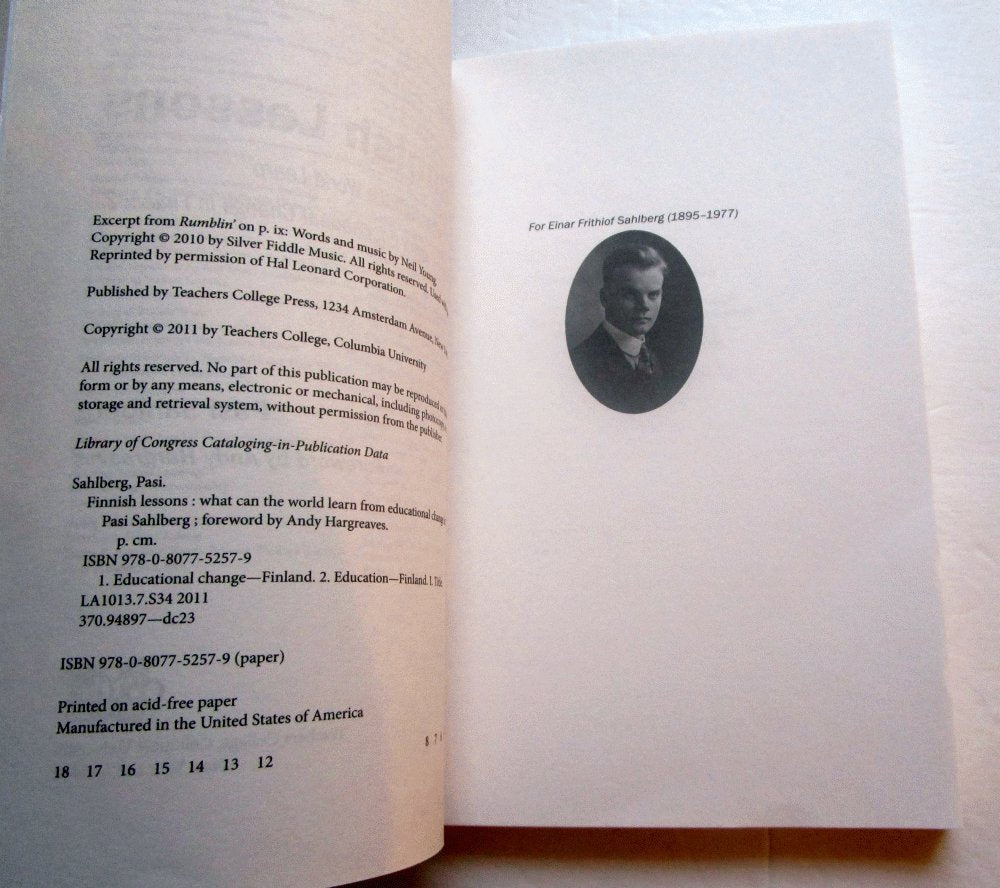 Excerpt from Rumblin' on p. ix: Words and music by Neil Young
Copyright © 2010 by Silver Fiddle Music. All rights reserved. Used
Reprinted by permission of Hal Leonard Corporation.
Published by Teachers College Press, 1234 Amsterdam Avenue, New
Copyright © 2011 by Teachers College, Columbia University
All rights reserved. No part of this publication may be reproduced
form or by any means, electronic or mechanical, including
storage and retrieval system, without permission from the publisher.
Library of Congress Cataloging-in-Publication Data
Sahlberg, Pasi.
Finnish lessons : what can the world learn from educational change
Pasi Sahlberg ; foreword by Andy Hargreaves.
p. cm.
ISBN 978-0-8077-5257-9
1. Educational change—Finland. 2. Education—Finland. I. Title
LA1013.7.S34 2011
370.94897—dc23
ISBN 978-0-8077-5257-9 (paper)
Printed on acid-free paper
Manufactured in the United States of America
18 17 16 15 14 13 12
8 7
For Einar Frithiof Sahlberg (1895–1977)